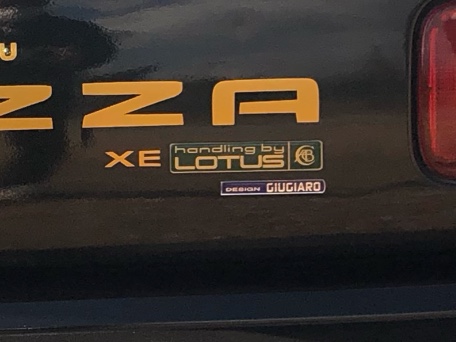 U
ZZA
XE handling by
LOTUS
DESIGN GIUGIARO